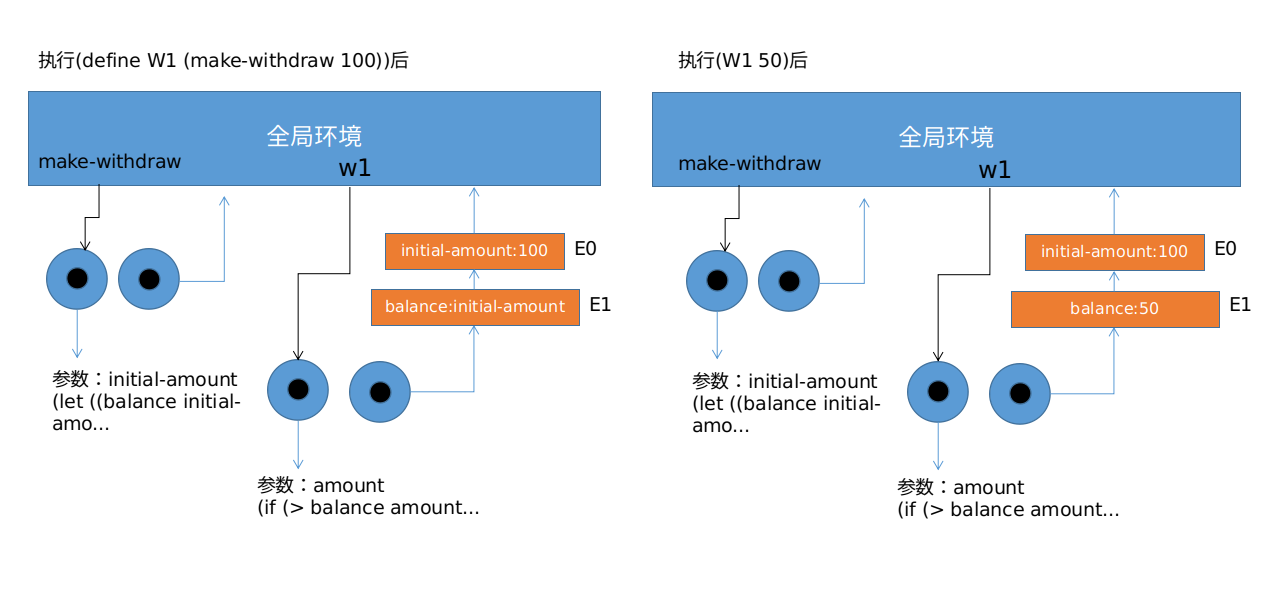 执行(define W1 (make-withdraw 100))后
全局环境
make-withdraw
w1
initial-amount:100
E0
balance:initial-amount
E1
参数：initial-amount
(let ((balance initial-
amo...
参数：amount
(if (> balance amount...
执行(W1 50)后
全局环境
make-withdraw
w1
initial-amount:100
E0
balance:50
E1
参数：initial-amount
(let ((balance initial-
amo...
参数：amount
(if (> balance amount...